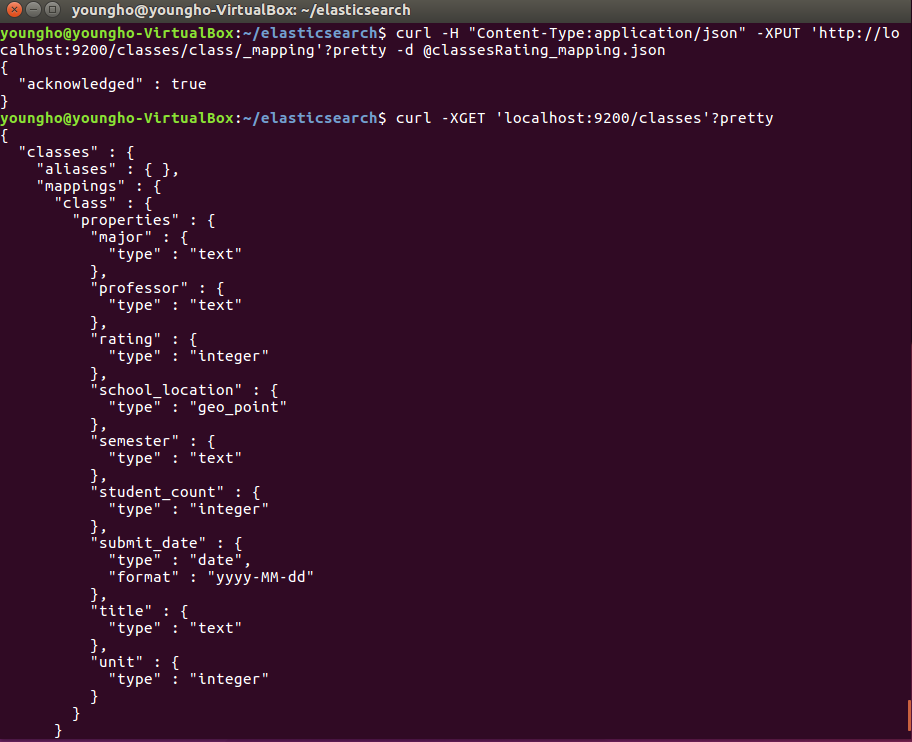 youngho@youngho-VirtualBox: ~/elasticsearch
youngho@youngho-VirtualBox:~/elasticsearch$ curl -H "Content-Type:application/json" -XPUT 'http://lo
calhost:9200/classes/class/_mapping'?pretty -d @classesRating_mapping.json
{
  "acknowledged" : true
}
youngho@youngho-VirtualBox:~/elasticsearch$ curl -XGET 'localhost:9200/classes'?pretty
{
  "classes" : {
    "aliases" : { },
    "mappings" : {
      "class" : {
        "properties" : {
          "major" : {
            "type" : "text"
          },
          "professor" : {
            "type" : "text"
          },
          "rating" : {
            "type" : "integer"
          },
          "school_location" : {
            "type" : "geo_point"
          },
          "semester" : {
            "type" : "text"
          },
          "student_count" : {
            "type" : "integer"
          },
          "submit_date" : {
            "type" : "date",
            "format" : "yyyy-MM-dd"
          },
          "title" : {
            "type" : "text"
          },
          "unit" : {
            "type" : "integer"
          }
        }
      }